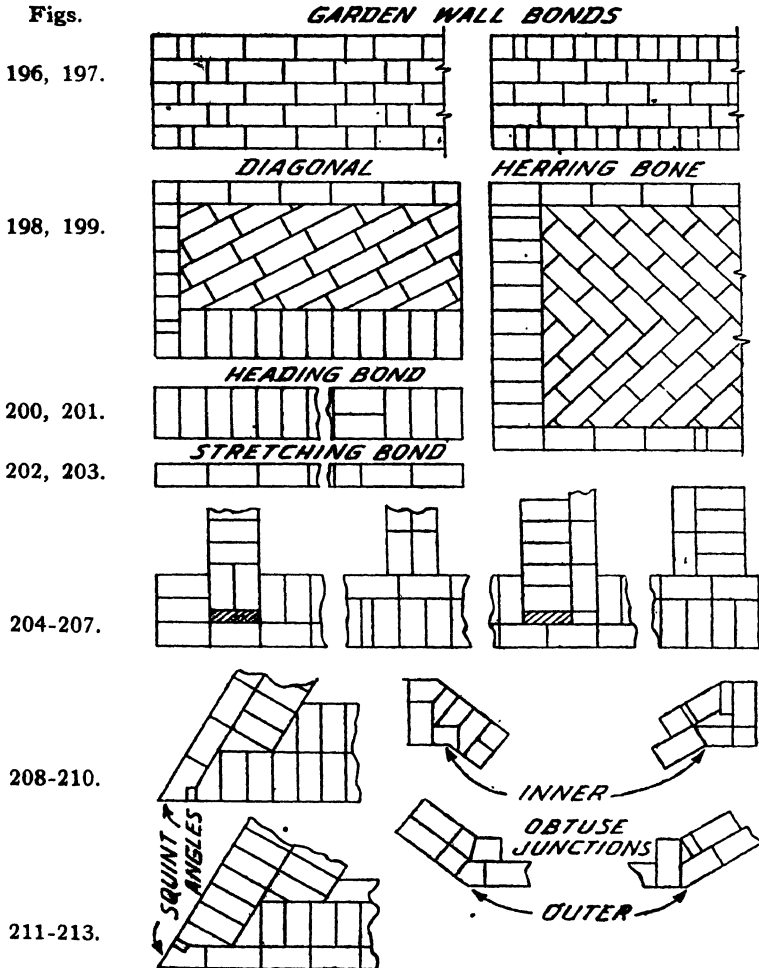 Figs.
GARDEN WALL BONDS
196, 197.
DIAGONAL
HERRING BONE
198, 199.
HEADING BOND
200, 201.
STRETCHING BOND
202, 203.
204-207.
208-210.
INNER
SQUINT
ANGLES
OBTUSE
JUNCTIONS
OUTER
211-213.